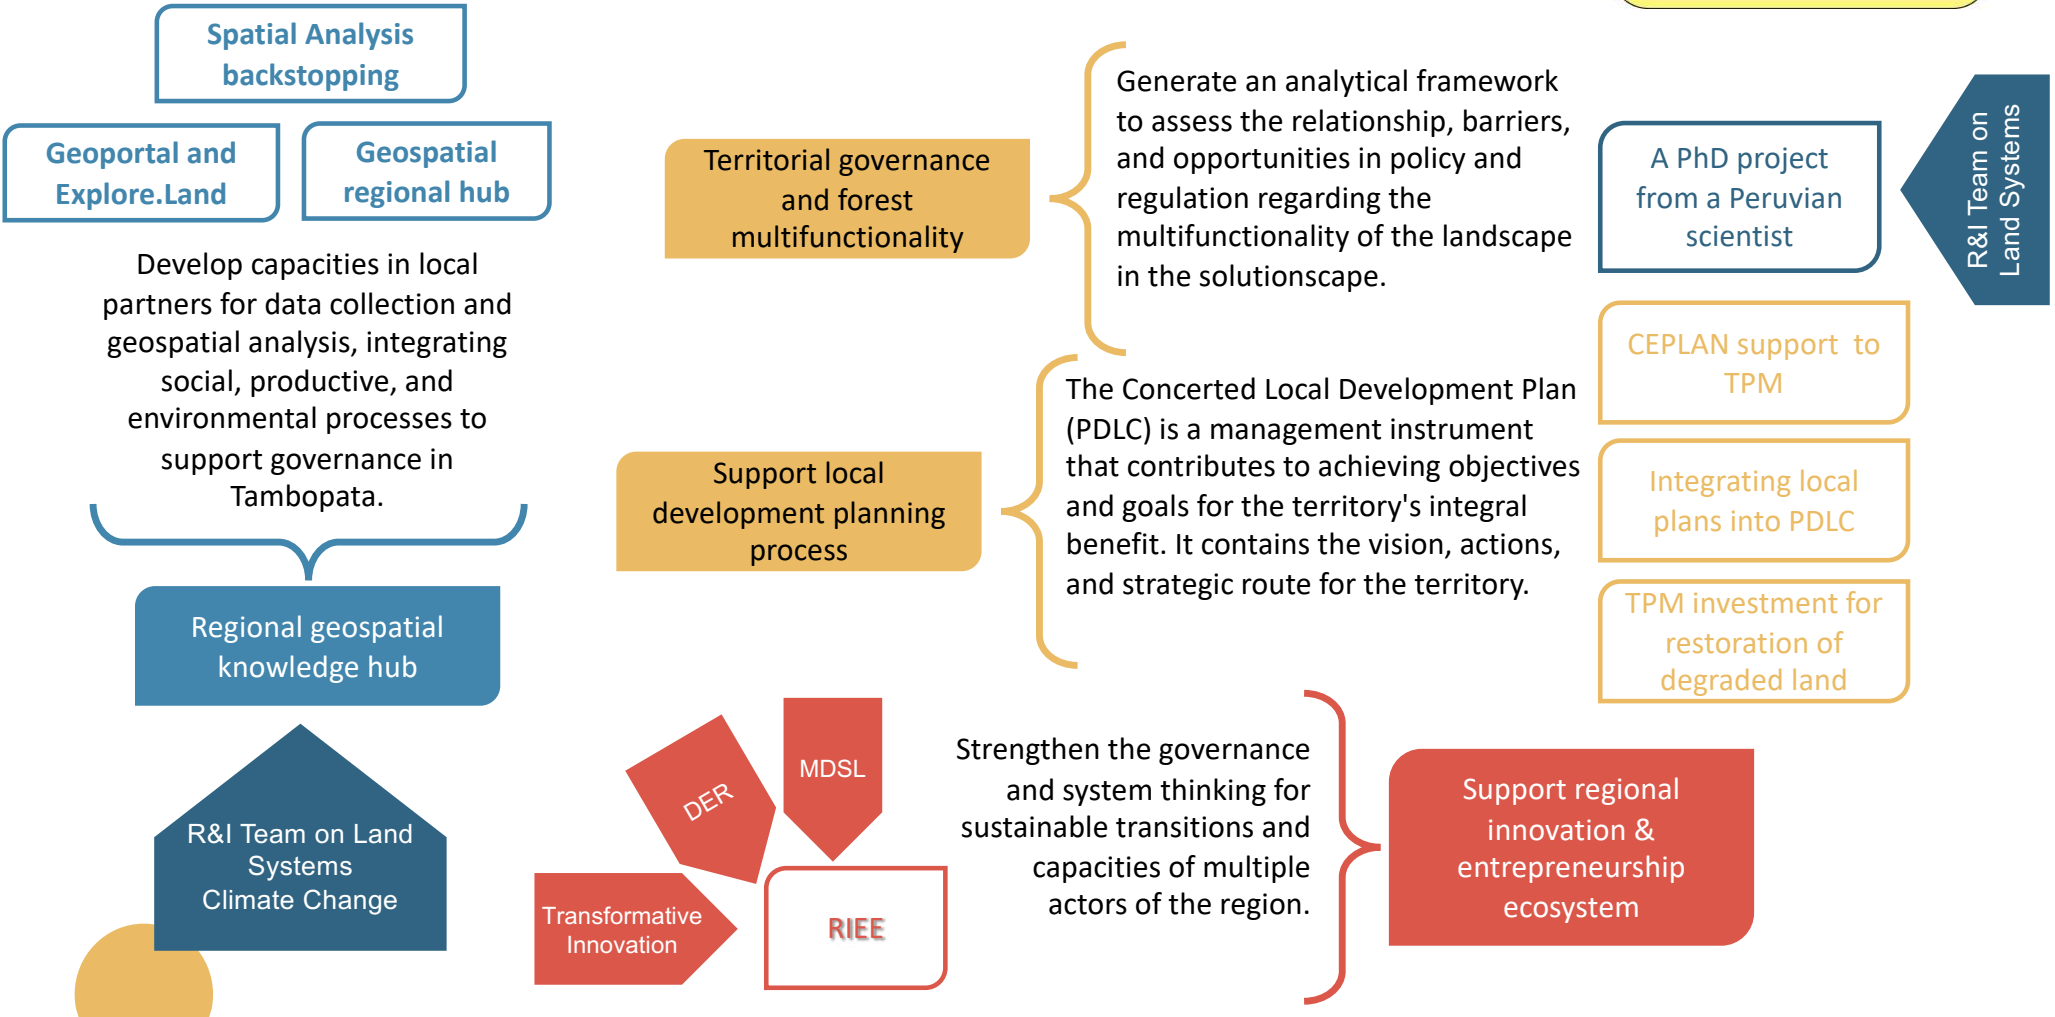 Spatial Analysis
backstopping
Geoportal and
Explore.Land
Geospatial
regional hub
Develop capacities in local
partners for data collection and
geospatial analysis, integrating
social, productive, and
environmental processes to
support governance in
Tambopata.
Regional geospatial
knowledge hub
R&I Team on Land
Systems
Climate Change
Territorial governance
and forest
multifunctionality
Generate an analytical framework
to assess the relationship, barriers,
and opportunities in policy and
regulation regarding the
multifunctionality of the landscape
in the solutionscape.
A PhD project
from a Peruvian
scientist
R&I Team on
Land Systems
Support local
development planning
process
The Concerted Local Development Plan
(PDLC) is a management instrument
that contributes to achieving objectives
and goals for the territory's integral
benefit. It contains the vision, actions,
and strategic route for the territory.
CEPLAN support  to
TPM
Integrating local
plans into PDLC
TPM investment for
restoration of
degraded land
Transformative
Innovation
DER
MDSL
RIEE
Strengthen the governance
and system thinking for
sustainable transitions and
capacities of multiple
actors of the region.
Support regional
innovation &
entrepreneurship
ecosystem